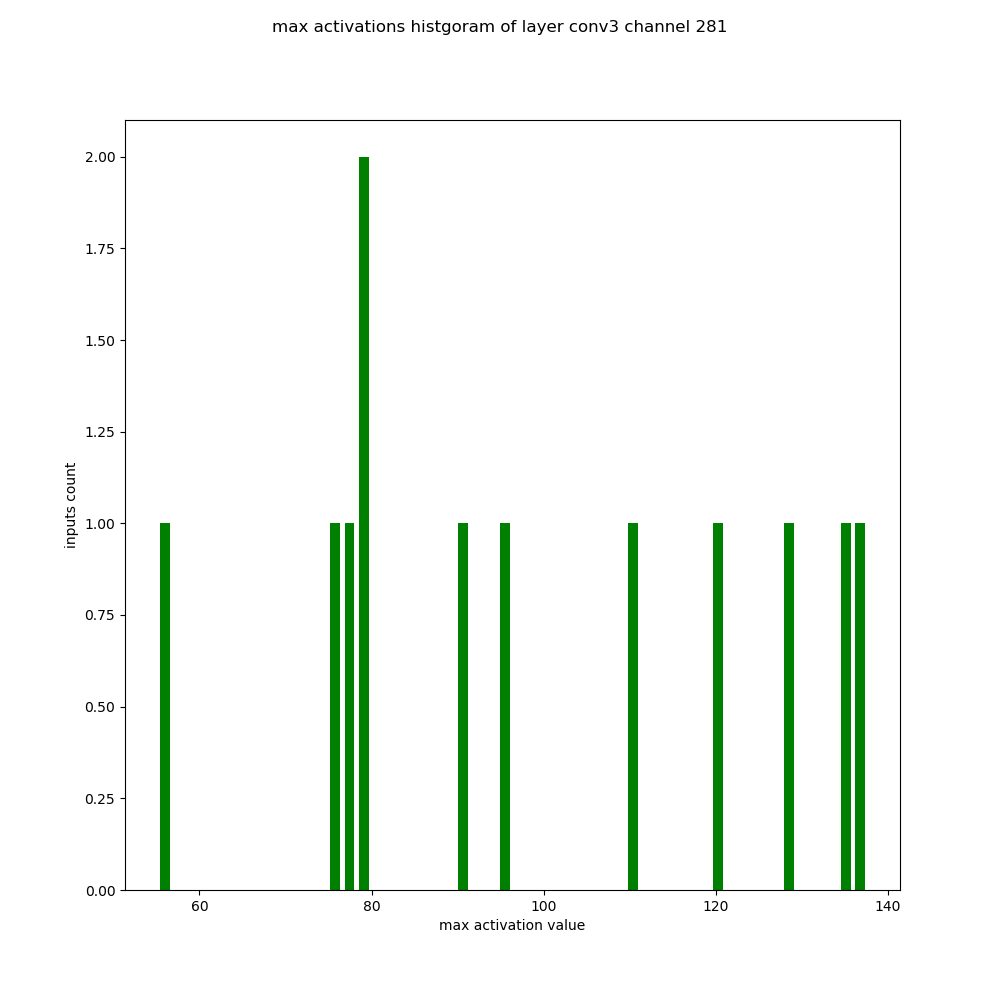 max activations histgoram of layer conv3 channel 281
2.00
1.75
1.50
1.25
1.00
0.75
0.50
0.25
0.00
inputs count
60 80 100 120 140
max activation value